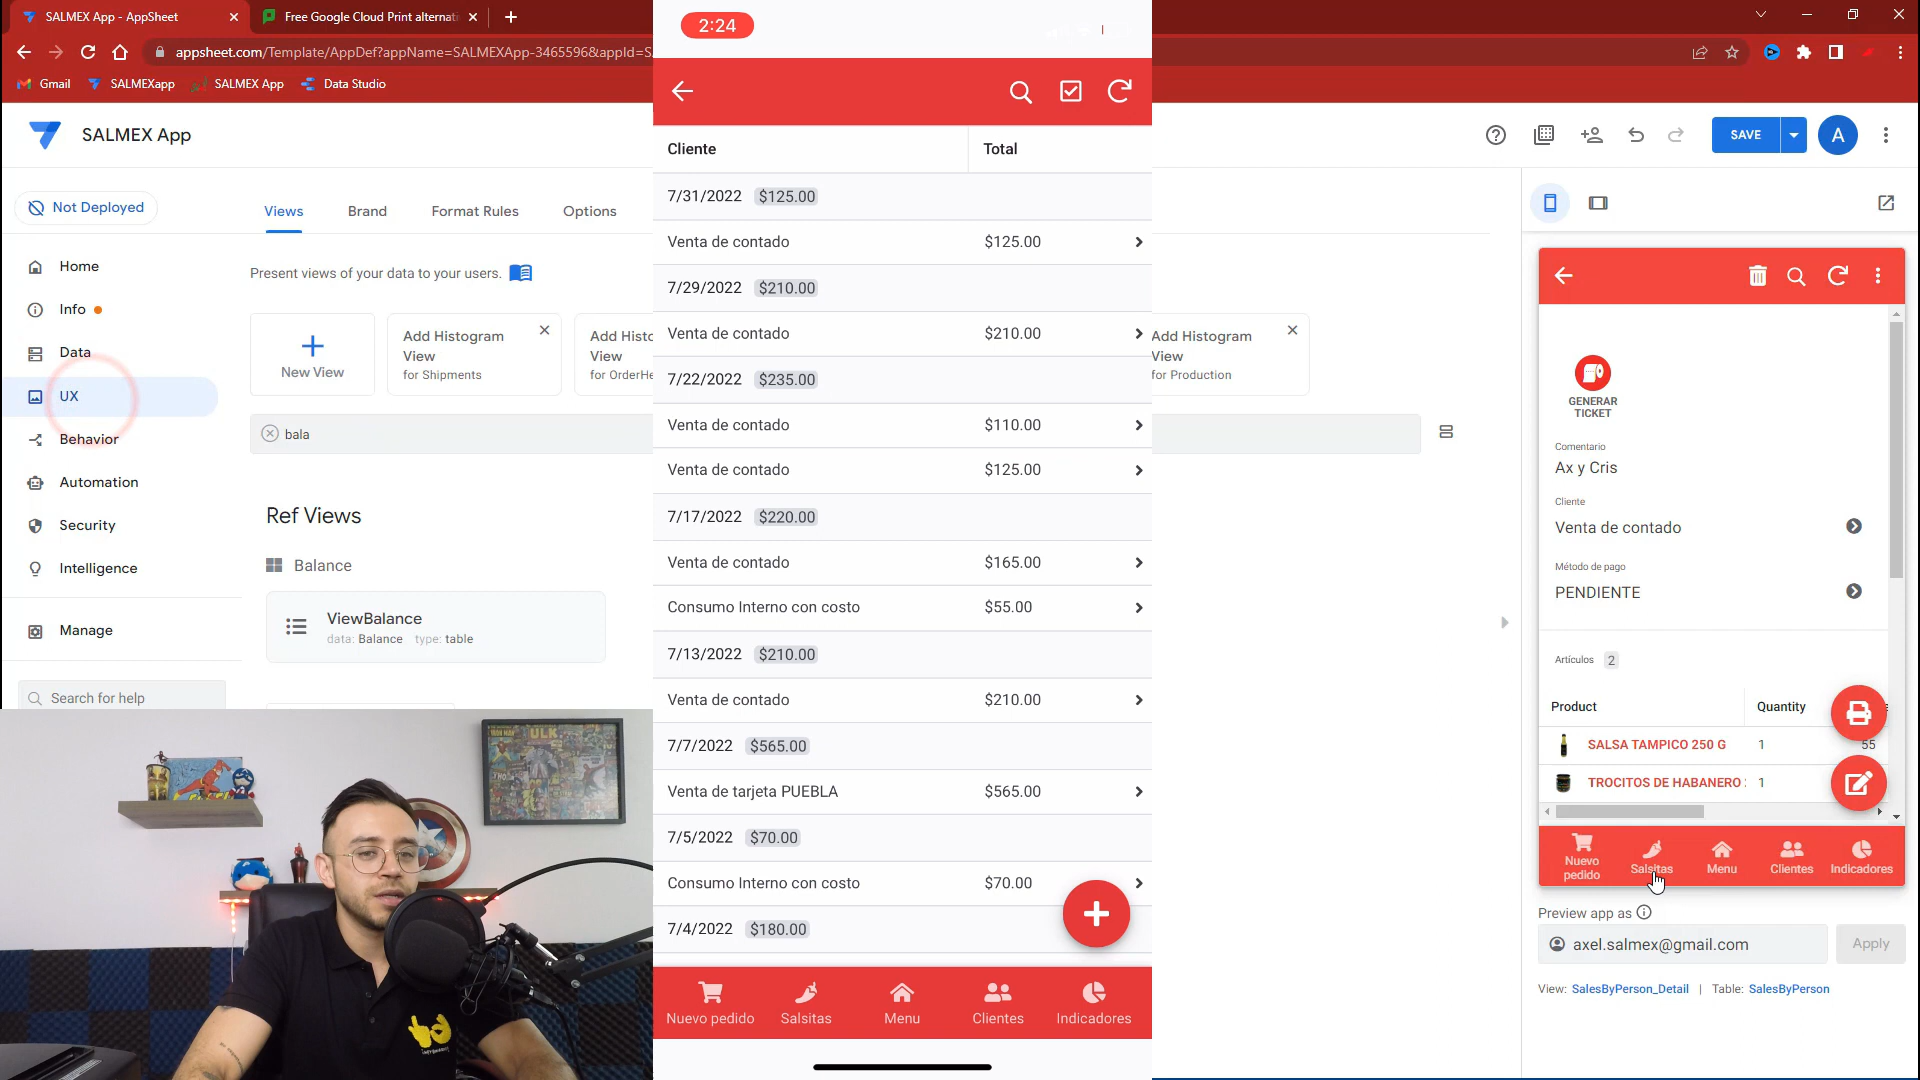 SALMEX App - AppSheet
Free Google Cloud Print alternati
appsheet.com/Template/AppDef?appName=SALMEXApp-3465596&appId=S
Gmail
SALMEXapp
SALMEX App
Data Studio
SALMEX App
SAVE
A
Not Deployed
Home
Info
Data
UX
Behavior
Automation
Security
Intelligence
Manage
Search for help
Views
Brand
Format Rules
Options
Present views of your data to your users.
New View
Add Histogram
View
for Shipments
Add Histo
View
for OrderHe
Add Histogram
View
for Production
bala
Ref Views
Balance
ViewBalance
data: Balance type: table
2:24
Cliente Total
7/31/2022 $125.00
Venta de contado $125.00
7/29/2022 $210.00
Venta de contado $210.00
7/22/2022 $235.00
Venta de contado $110.00
Venta de contado $125.00
7/17/2022 $220.00
Venta de contado $165.00
Consumo Interno con costo $55.00
7/13/2022 $210.00
Venta de contado $210.00
7/7/2022 $565.00
Venta de tarjeta PUEBLA $565.00
7/5/2022 $70.00
Consumo Interno con costo $70.00
7/4/2022 $180.00
Nuevo pedido
Salsitas
Menu
Clientes
Indicadores
GENERAR
TICKET
Comentario
Ax y Cris
Cliente
Venta de contado
Método de pago
PENDIENTE
Artículos 2
Product Quantity
SALSA TAMPICO 250 G 1 55
TROCITOS DE HABANERO 1
Nuevo
pedido
Salsitas
Menu
Clientes
Indicadores
Preview app as
axel.salmex@gmail.com
Apply
View: SalesByPerson_Detail | Table: SalesByPerson